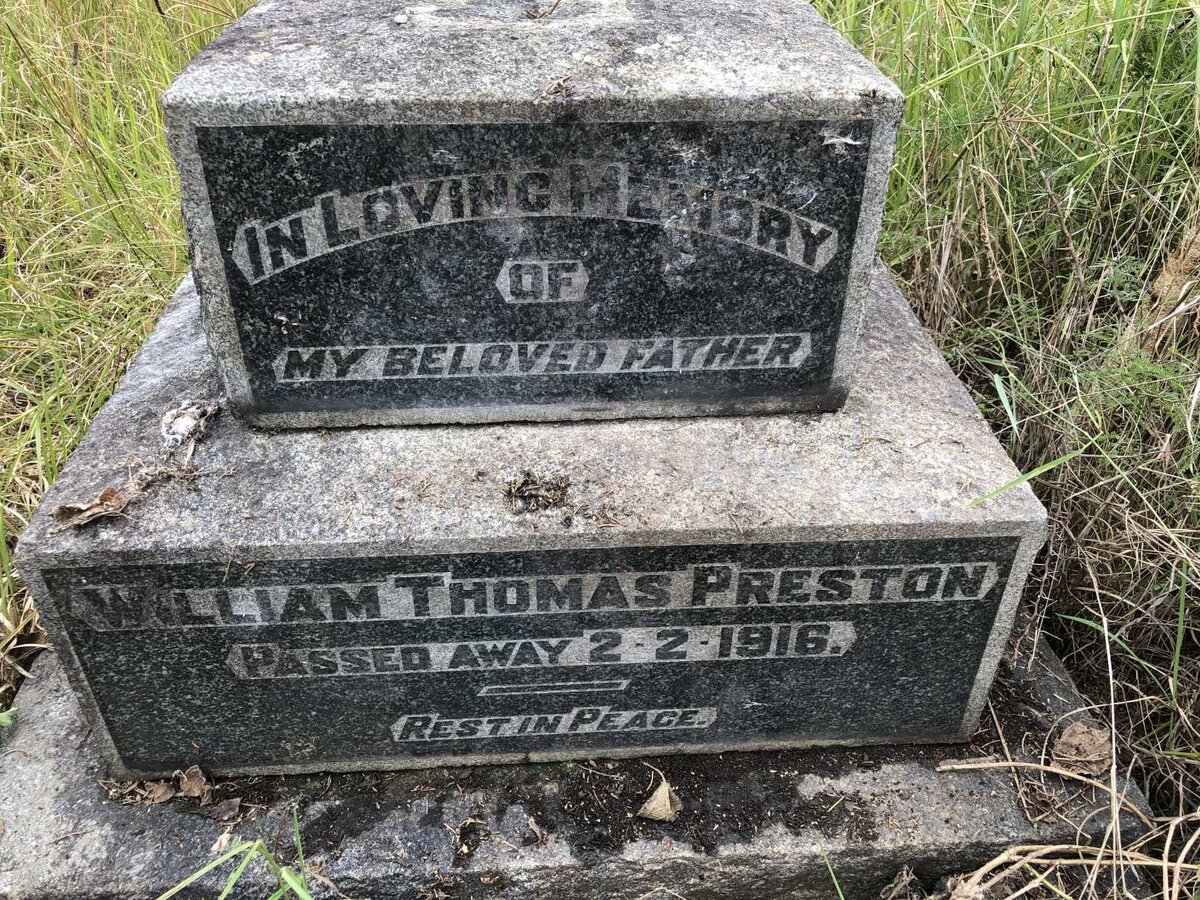 IN LOVING MEMORY
OF
MY BELOVED FATHER
WILLIAM THOMAS PRESTON
PASSED AWAY 2-2-1916.
REST IN PEACE.